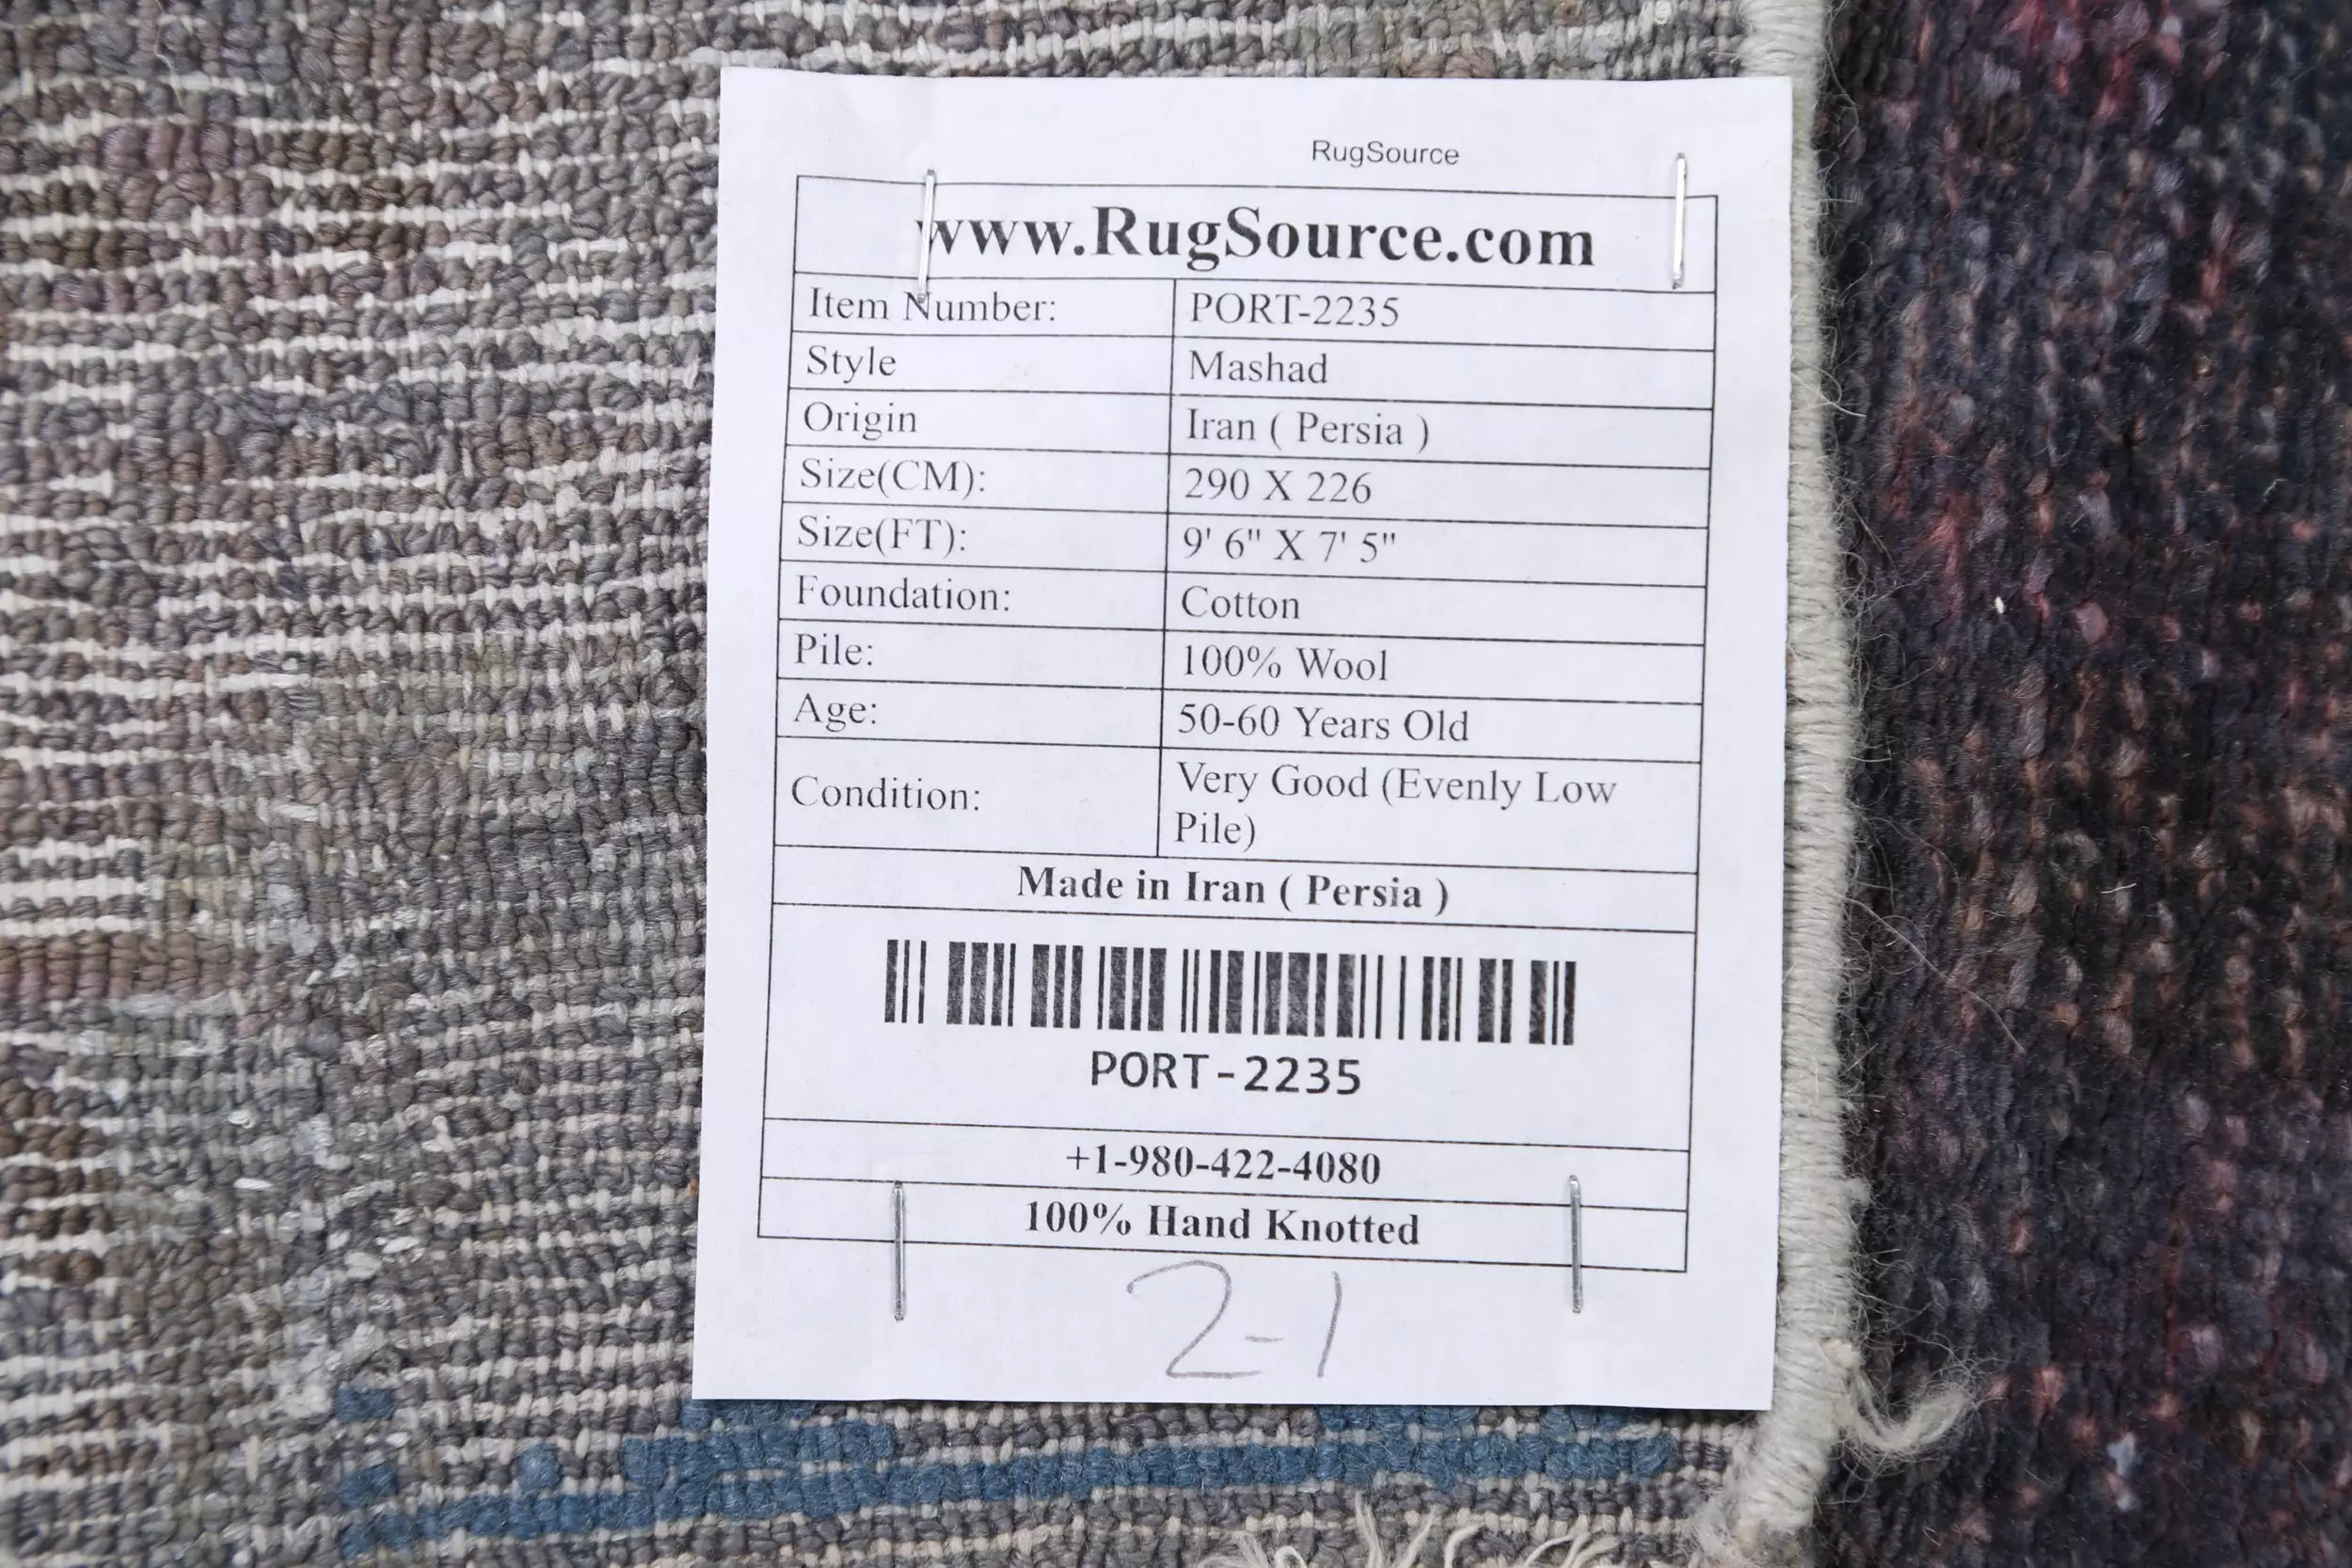 RugSource
www.RugSource.com
Item Number: PORT-2235
Style Mashad
Origin Iran ( Persia )
Size(CM): 290 X 226
Size(FT): 9' 6" X 7' 5"
Foundation: Cotton
Pile: 100% Wool
Age: 50-60 Years Old
Condition: Very Good (Evenly Low
Pile)
Made in Iran ( Persia )
PORT-2235
+1-980-422-4080
100% Hand Knotted
2-1